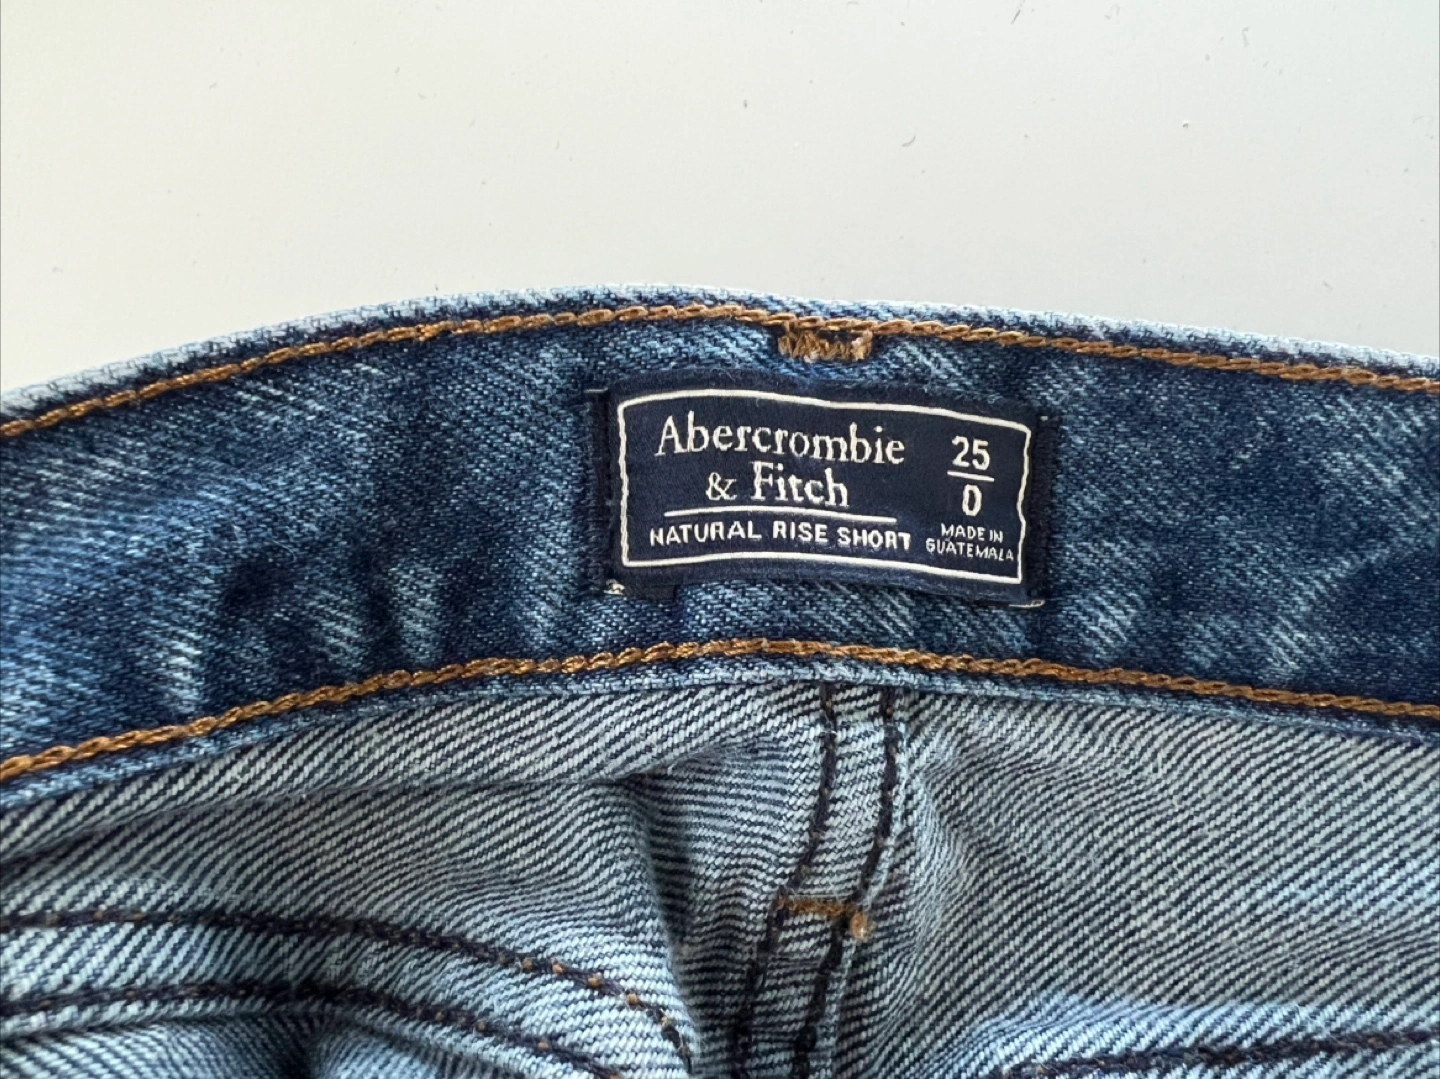 Abercrombie
& Fitch
NATURAL RISE SHORT
25
0
MADE IN
GUATEMALA